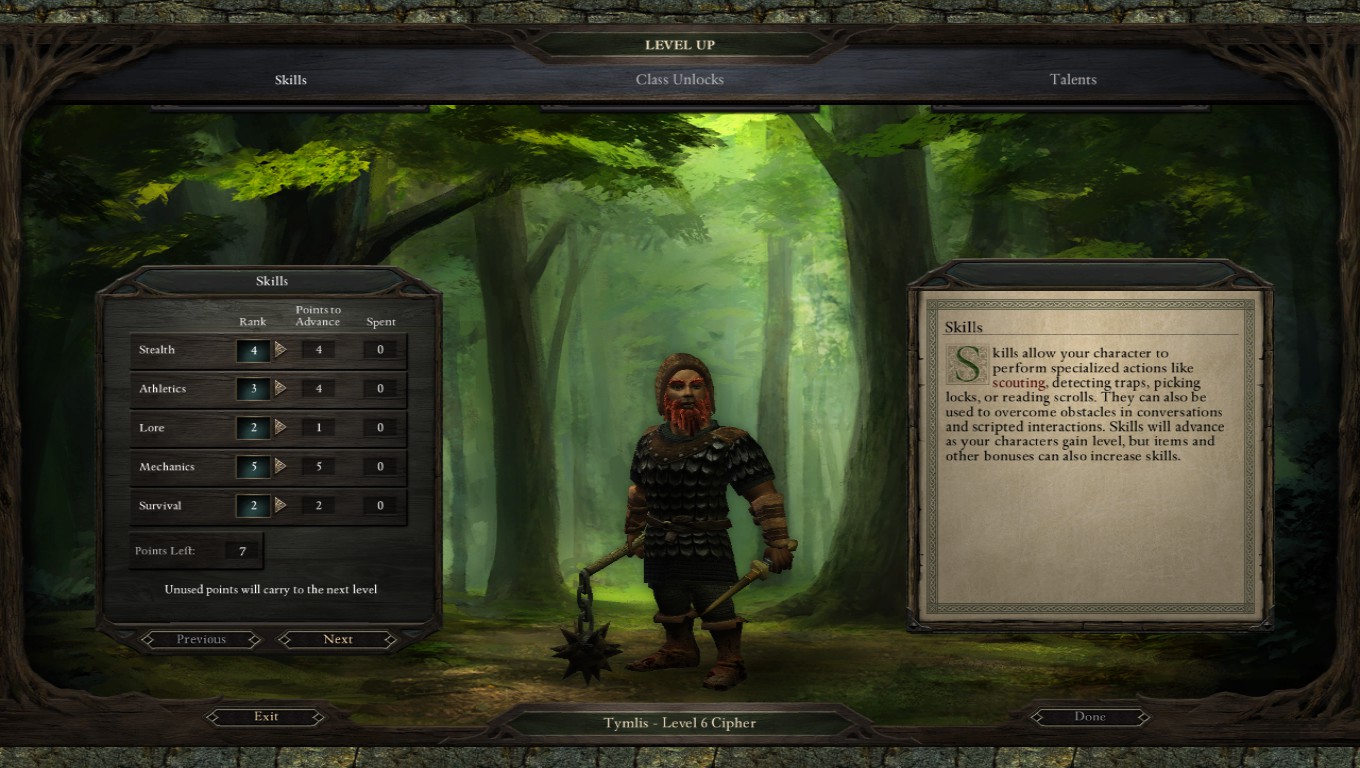 LEVEL UP
Skills
Class Unlocks
Talents
Skills
Rank
Points to
Advance
Spent
Stealth 4 4 0
Athletics 3 4 0
Lore 2 1 0
Mechanics 5 5 0
Survival 2 2 0
Points Left: 7
Unused points will carry to the next level
Previous
Next
Skills
Skills allow your character to
perform specialized actions like
scouting, detecting traps, picking
locks, or reading scrolls. They can also be
used to overcome obstacles in conversations
and scripted interactions. Skills will advance
as your characters gain level, but items and
other bonuses can also increase skills.
Exit
Tymlis - Level 6 Cipher
Done